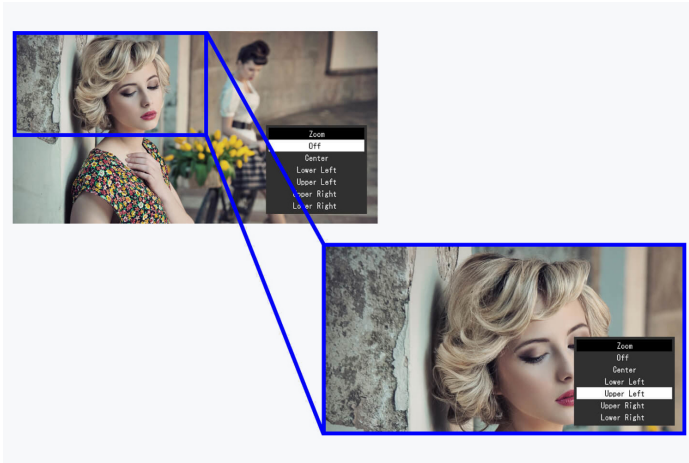 Zoom
Off
Center
Lower Left
Upper Left
Upper Right
Lower Right
Zoom
Off
Center
Lower Left
Upper Left
Upper Right
Lower Right